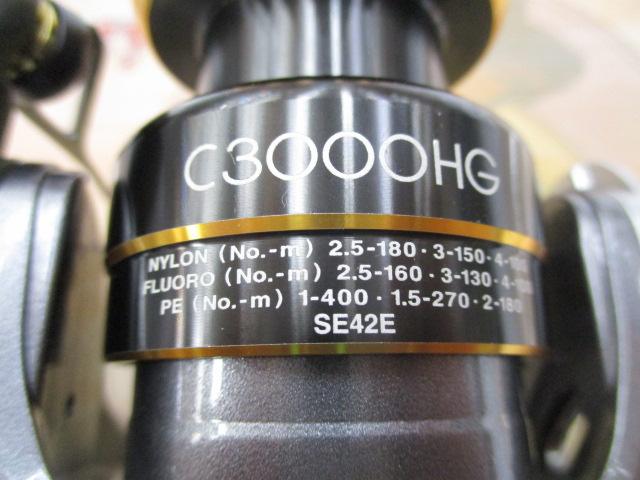 C3000HG
NYLON (No.-m) 2.5-180 · 3-150 · 4-
FLUORO (No.-m) 2.5-160 · 3-130 · 4-
PE (No.-m) 1-400 · 1.5-270 · 2-180
SE42E